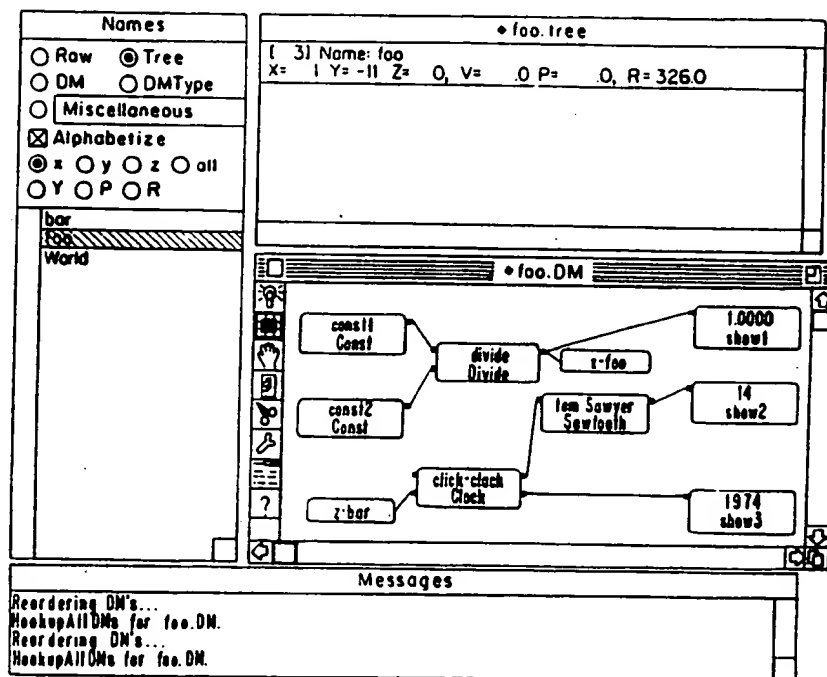 Names
Raw Tree
DM DMType
Miscellaneous
Alphabetize
x y z all
Y P R
bar
foo
World
foo.tree
[ 3] Name: foo
X= 1 Y= -11 Z= 0, V= .0 P= .0, R= 326.0
foo.DM
const1
Const
const2
Const
divide
Divide
x-foo
1.0000
show1
tom Sawyer
Sawtooth
14
show2
click-clack
Clock
z-bar
1974
show3
?
Messages
Reordering DM's...
HookupAllDMs for foo.DM.
Reordering DM's...
HookupAllDMs for foo.DM.